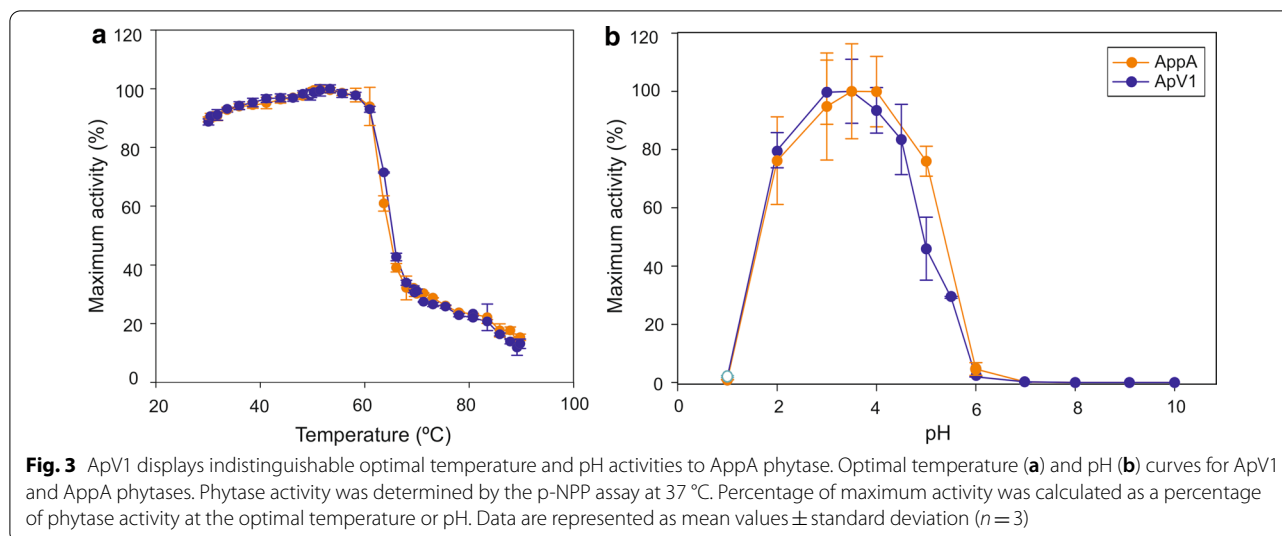 a
b
120
100
80
60
40
20
0
Maximum activity (%)
20
40
60
80
100
Temperature (ºC)
120
100
80
60
40
20
0
Maximum activity (%)
0
2
4
6
8
10
pH
AppA
ApV1
Fig. 3 ApV1 displays indistinguishable optimal temperature and pH activities to AppA phytase. Optimal temperature (a) and pH (b) curves for ApV1
and AppA phytases. Phytase activity was determined by the p-NPP assay at 37 °C. Percentage of maximum activity was calculated as a percentage
of phytase activity at the optimal temperature or pH. Data are represented as mean values ± standard deviation (n = 3)